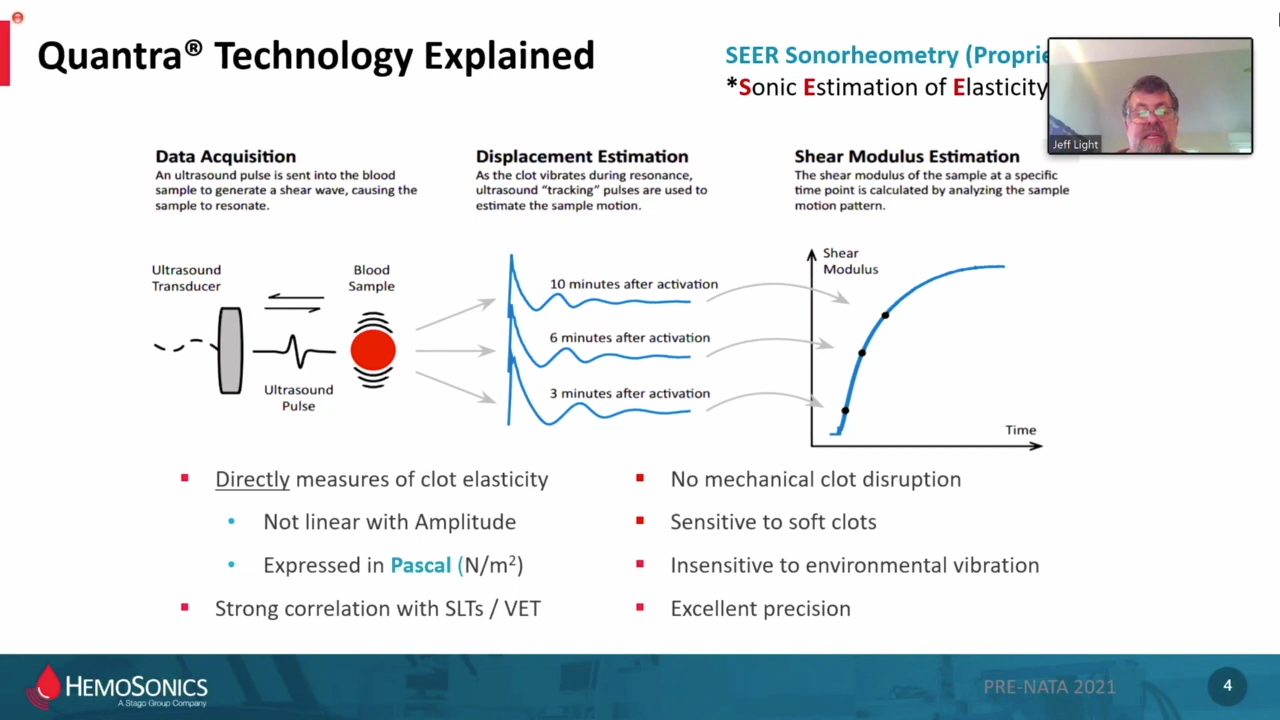 Quantra® Technology Explained
SEER Sonorheometry (Proprie
*Sonic Estimation of Elasticity
Jeff Light
Data Acquisition
An ultrasound pulse is sent into the blood
sample to generate a shear wave, causing the
sample to resonate.
Displacement Estimation
As the clot vibrates during resonance,
ultrasound “tracking” pulses are used to
estimate the sample motion.
Shear Modulus Estimation
The shear modulus of the sample at a specific
time point is calculated by analyzing the sample
motion pattern.
Ultrasound
Transducer
Blood
Sample
Ultrasound
Pulse
10 minutes after activation
6 minutes after activation
3 minutes after activation
Shear
Modulus
Time
Directly measures of clot elasticity
Not linear with Amplitude
Expressed in Pascal (N/m²)
Strong correlation with SLTs / VET
No mechanical clot disruption
Sensitive to soft clots
Insensitive to environmental vibration
Excellent precision
HEMOSONICS
A Stago Group Company
PRE-NATA 2021
4